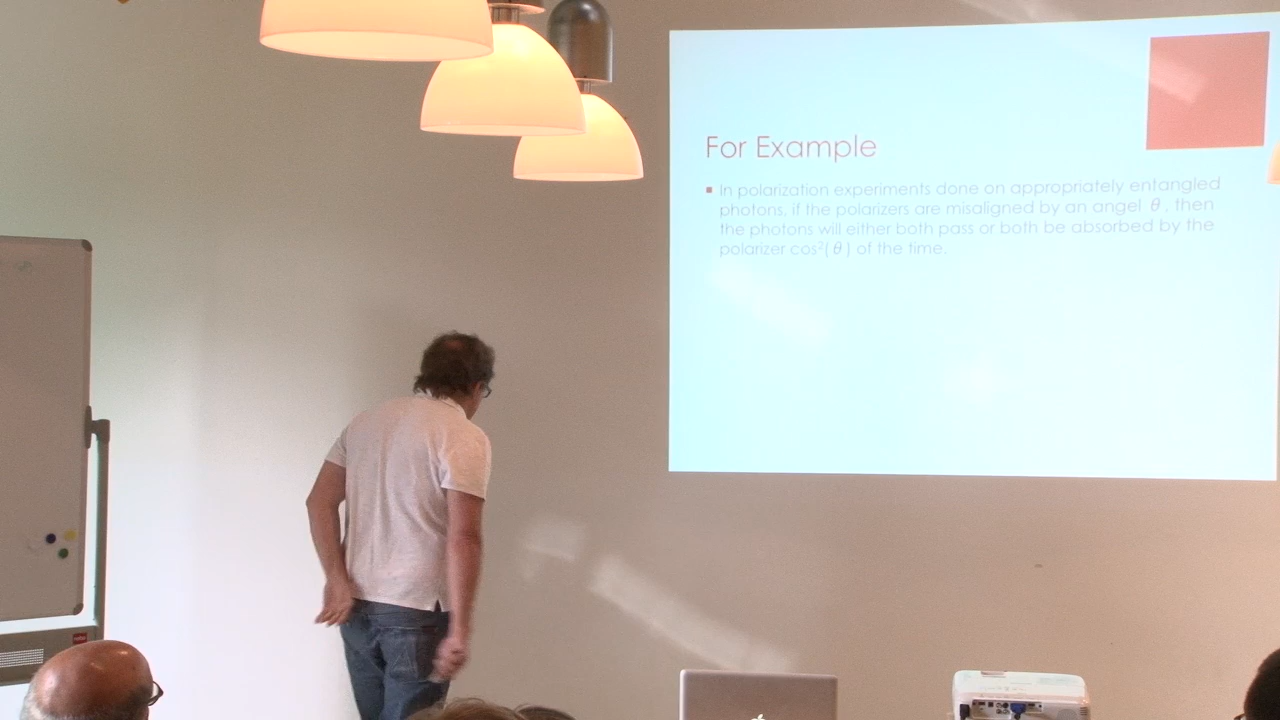 For Example
▪ In polarization experiments done on appropriately entangled
photons, if the polarizers are misaligned by an angel θ, then
the photons will either both pass or both be absorbed by the
polarizer cos²(θ) of the time.